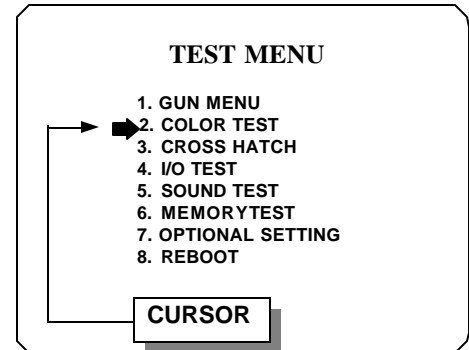 TEST MENU
1. GUN MENU
2. COLOR TEST
3. CROSS HATCH
4. I/O TEST
5. SOUND TEST
6. MEMORYTEST
7. OPTIONAL SETTING
8. REBOOT
CURSOR